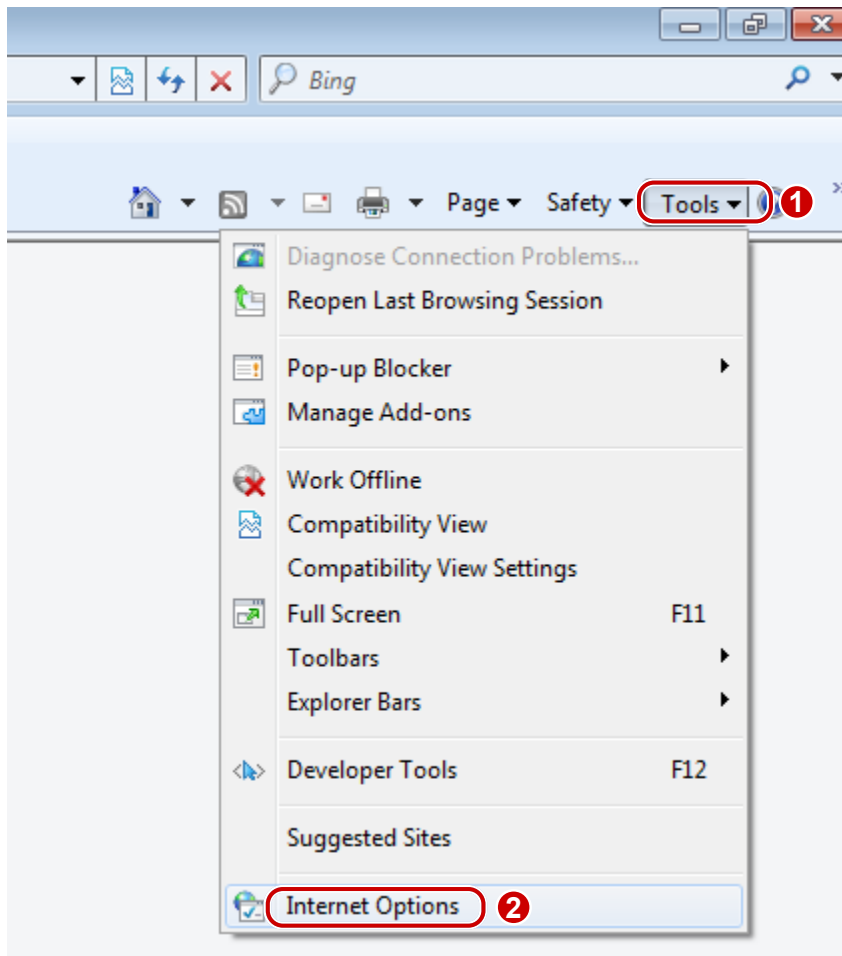 Bing
Page Safety Tools 1
Diagnose Connection Problems...
Reopen Last Browsing Session
Pop-up Blocker
Manage Add-ons
Work Offline
Compatibility View
Compatibility View Settings
Full Screen F11
Toolbars
Explorer Bars
Developer Tools F12
Suggested Sites
Internet Options 2